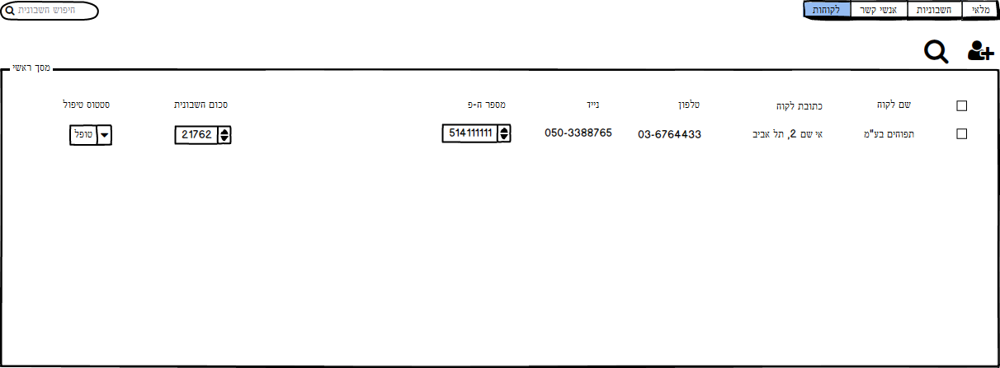 מלאי חשבוניות אנשי קשר לקוחות
חיפוש חשבונית
מסך ראשי
שם לקוח כתובת לקוח טלפון נייד מספר ח-פ סכום חשבונית סטטוס טיפול
תפוחים בע"מ אי שם 2, תל אביב 03-6764433 050-3388765 514111111 21762 טופל